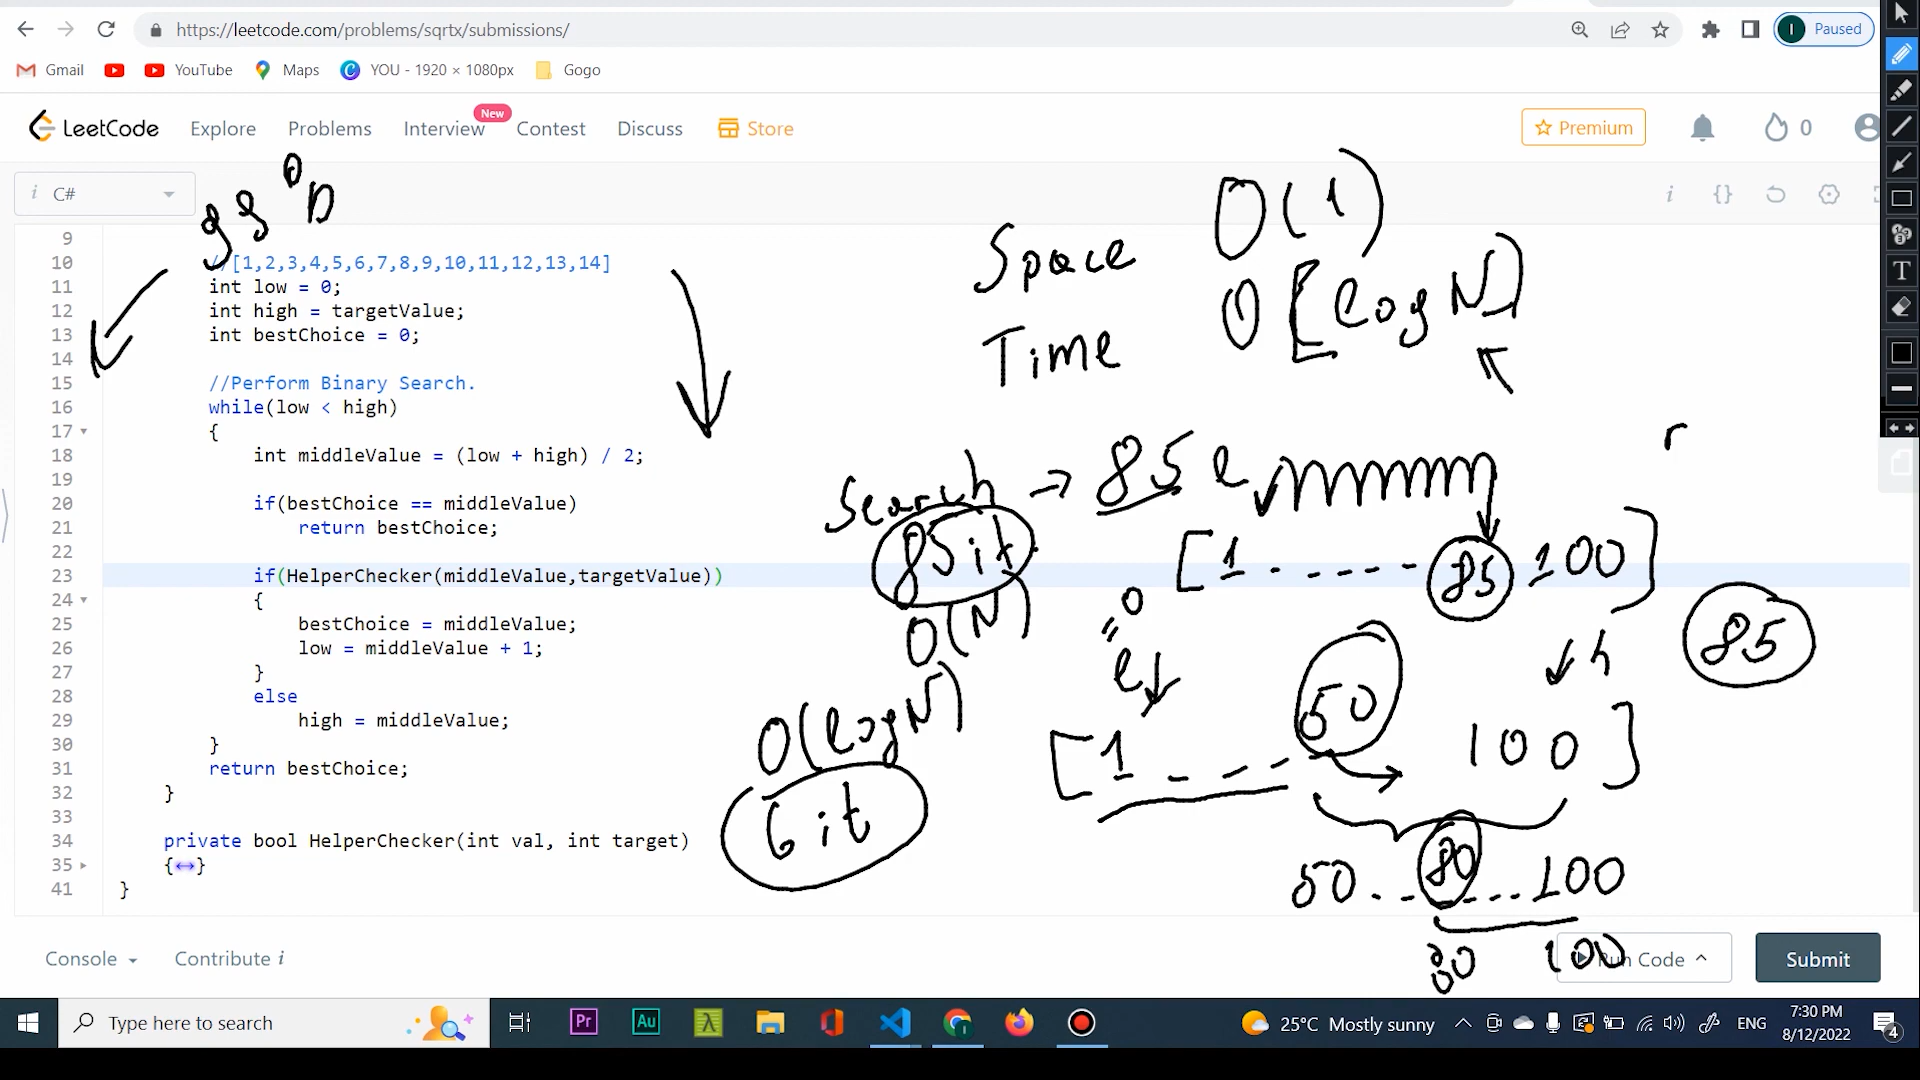 https://leetcode.com/problems/sqrtx/submissions/
I Paused
Gmail YouTube Maps YOU - 1920 × 1080px Gogo
LeetCode Explore Problems Interview New Contest Discuss Store Premium 0
i C#
i {}
9
10 //[1,2,3,4,5,6,7,8,9,10,11,12,13,14]
11 int low = 0;
12 int high = targetValue;
13 int bestChoice = 0;
14
15 //Perform Binary Search.
16 while(low < high)
17 {
18 int middleValue = (low + high) / 2;
19
20 if(bestChoice == middleValue)
21 return bestChoice;
22
23 if(HelperChecker(middleValue,targetValue))
24 {
25 bestChoice = middleValue;
26 low = middleValue + 1;
27 }
28 else
29 high = middleValue;
30 }
31 return bestChoice;
32 }
33
34 private bool HelperChecker(int val, int target)
35 {↔}
41 }
Space O(1)
Time O[logN)
Search → 85 l
r
[1 . - - - - 85 100]
85it
O(N)
85
l h
[1 - - - - 50 100]
O(logN)
6it
50 . . 80 . . . 100
80 100
Console Contribute i Run Code Submit
Type here to search
Pr Au λ
25°C Mostly sunny
ENG
7:30 PM
8/12/2022
4